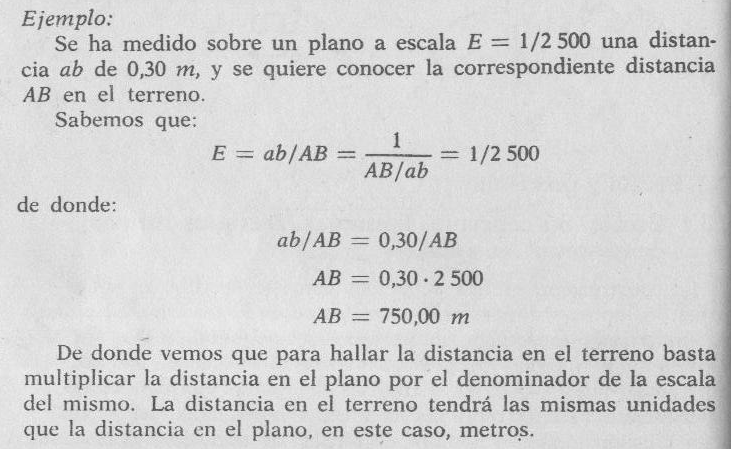 Ejemplo:
Se ha medido sobre un plano a escala E = 1/2 500 una distan-
cia ab de 0,30 m, y se quiere conocer la correspondiente distancia
AB en el terreno.
Sabemos que:
E = ab/AB = 1 / AB/ab = 1/2 500
de donde:
ab/AB = 0,30/AB
AB = 0,30 · 2 500
AB = 750,00 m
De donde vemos que para hallar la distancia en el terreno basta
multiplicar la distancia en el plano por el denominador de la escala
del mismo. La distancia en el terreno tendrá las mismas unidades
que la distancia en el plano, en este caso, metros.